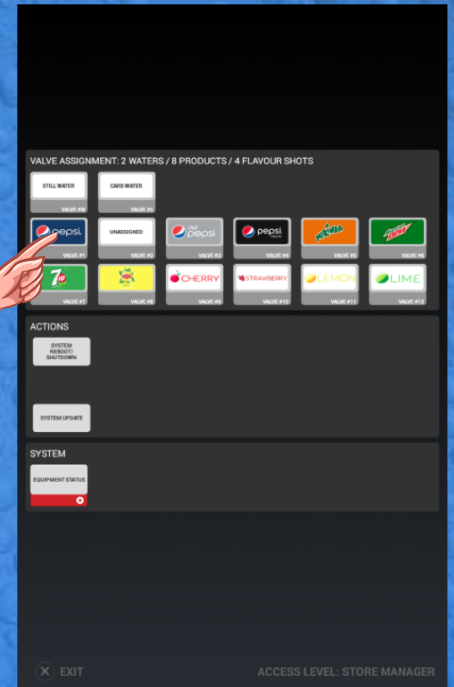 VALVE ASSIGNMENT: 2 WATERS / 8 PRODUCTS / 4 FLAVOUR SHOTS
STILL WATER CARB WATER
VALVE #W
pepsi UNASSIGNED pepsi pepsi MIRINDA
VALVE #1 VALVE #2 VALVE #3 VALVE #4 VALVE #5 VALVE #6
7 CHERRY STRAWBERRY LEMON LIME
VALVE #7 VALVE #8 VALVE #9 VALVE #10 VALVE #11 VALVE #12
ACTIONS
SYSTEM
REBOOT/
SHUTDOWN
SYSTEM UPDATE
SYSTEM
EQUIPMENT STATUS
EXIT ACCESS LEVEL: STORE MANAGER